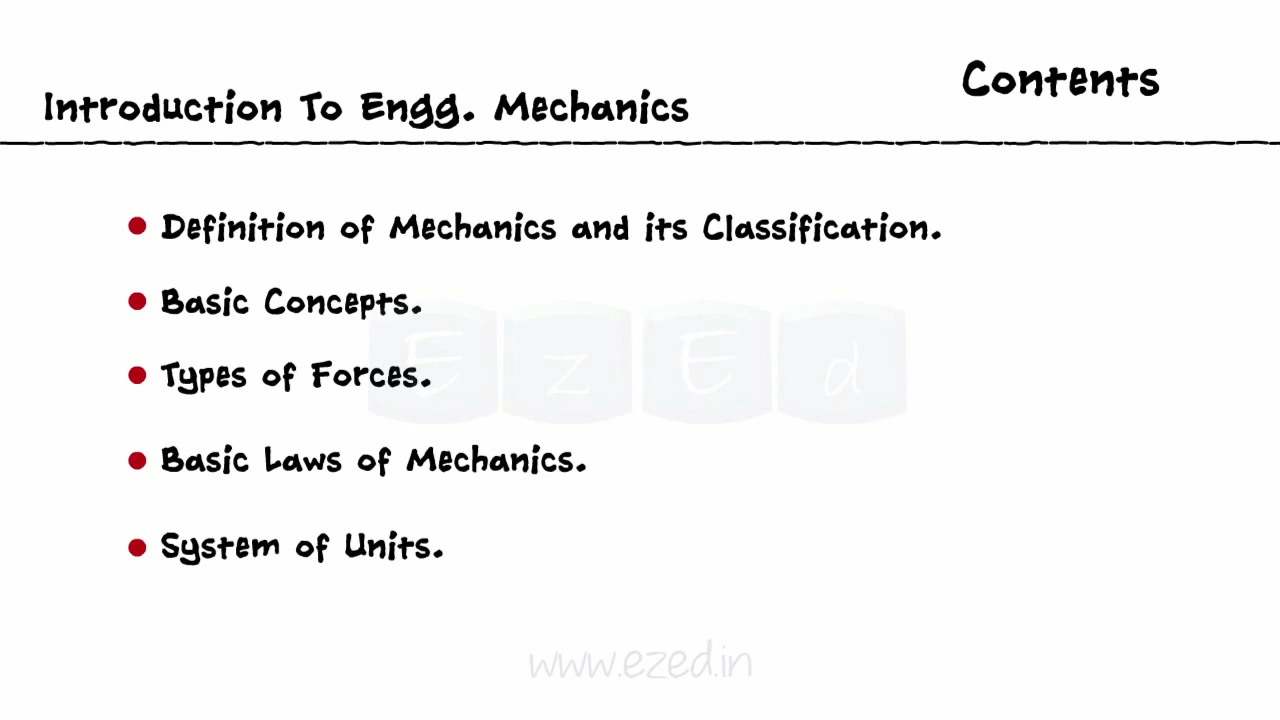 Contents
Introduction To Engg. Mechanics
Definition of Mechanics and its Classification.
Basic Concepts.
Types of Forces.
EzEd
Basic Laws of Mechanics.
System of Units.
www.ezed.in